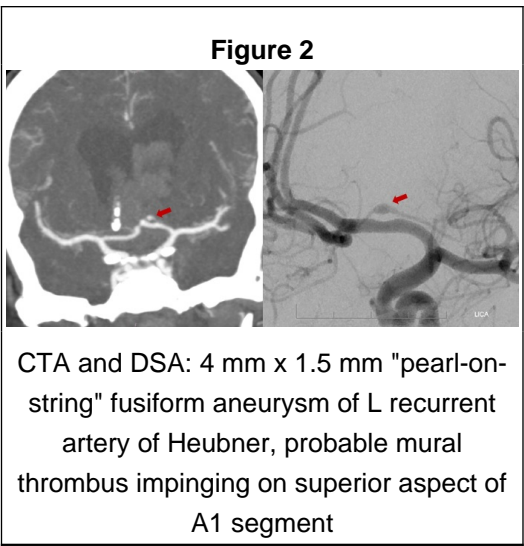 Figure 2
LICA
CTA and DSA: 4 mm x 1.5 mm "pearl-on-
string" fusiform aneurysm of L recurrent
artery of Heubner, probable mural
thrombus impinging on superior aspect of
A1 segment